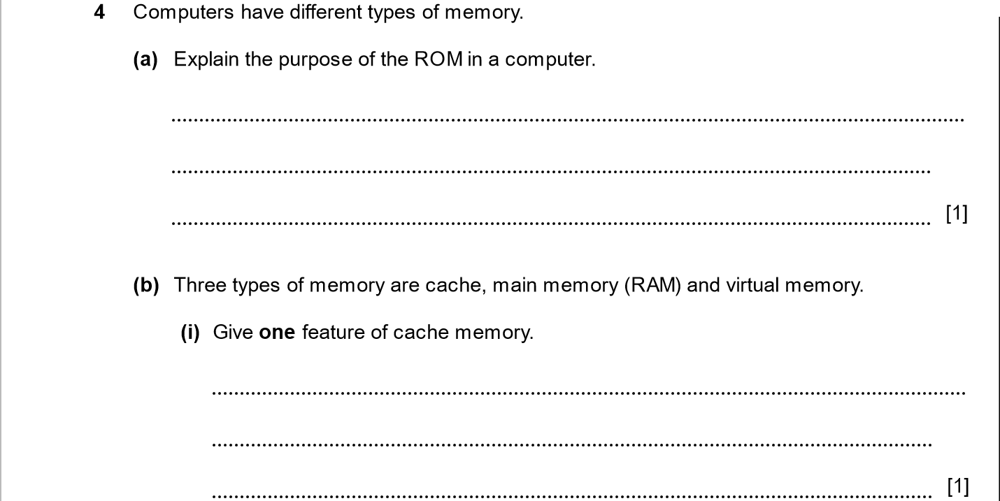 4 Computers have different types of memory.
(a) Explain the purpose of the ROM in a computer.
................................................................................
................................................................................
................................................................................ [1]
(b) Three types of memory are cache, main memory (RAM) and virtual memory.
(i) Give one feature of cache memory.
................................................................................
................................................................................
................................................................................ [1]